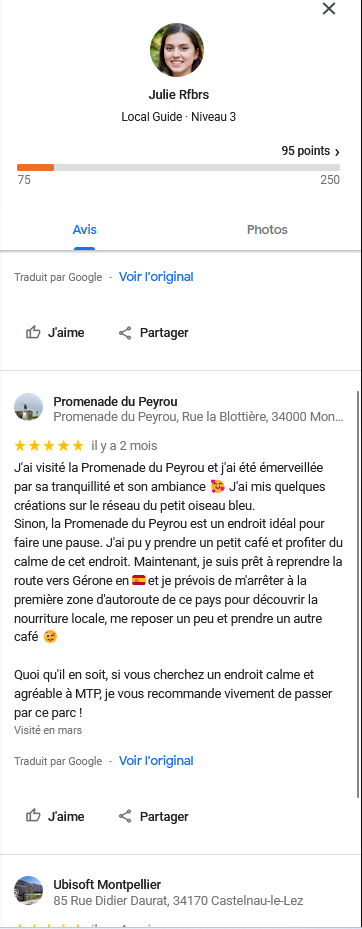 Julie Rfbrs
Local Guide · Niveau 3
95 points ›
75 250
Avis Photos
Traduit par Google · Voir l'original
J'aime Partager
Promenade du Peyrou
Promenade du Peyrou, Rue la Blottière, 34000 Mon...
★★★★★ il y a 2 mois
J'ai visité la Promenade du Peyrou et j'ai été émerveillée
par sa tranquillité et son ambiance 🥰 J'ai mis quelques
créations sur le réseau du petit oiseau bleu.
Sinon, la Promenade du Peyrou est un endroit idéal pour
faire une pause. J'ai pu y prendre un petit café et profiter du
calme de cet endroit. Maintenant, je suis prêt à reprendre la
route vers Gérone en 🇪🇸 et je prévois de m'arrêter à la
première zone d'autoroute de ce pays pour découvrir la
nourriture locale, me reposer un peu et prendre un autre
café 😉
Quoi qu'il en soit, si vous cherchez un endroit calme et
agréable à MTP, je vous recommande vivement de passer
par ce parc !
Visité en mars
Traduit par Google · Voir l'original
J'aime Partager
Ubisoft Montpellier
85 Rue Didier Daurat, 34170 Castelnau-le-Lez